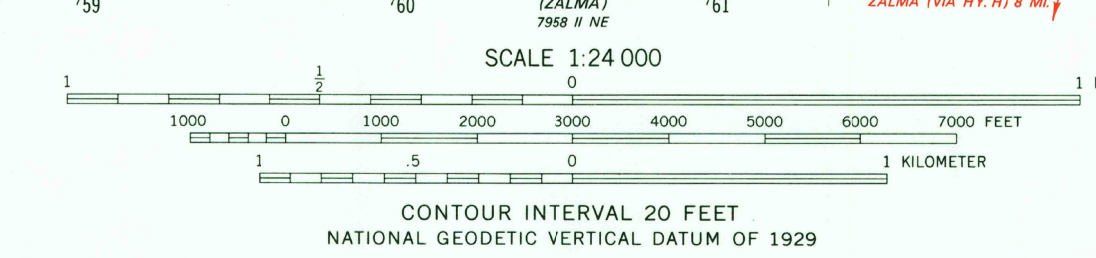 ⁷59 ⁷60 (ZALMA) ⁷61 ZALMA (VIA HY. H) 8 MI.
7958 II NE
SCALE 1:24 000
1 1/2 0 1
1000 0 1000 2000 3000 4000 5000 6000 7000 FEET
1 .5 0 1 KILOMETER
CONTOUR INTERVAL 20 FEET
NATIONAL GEODETIC VERTICAL DATUM OF 1929